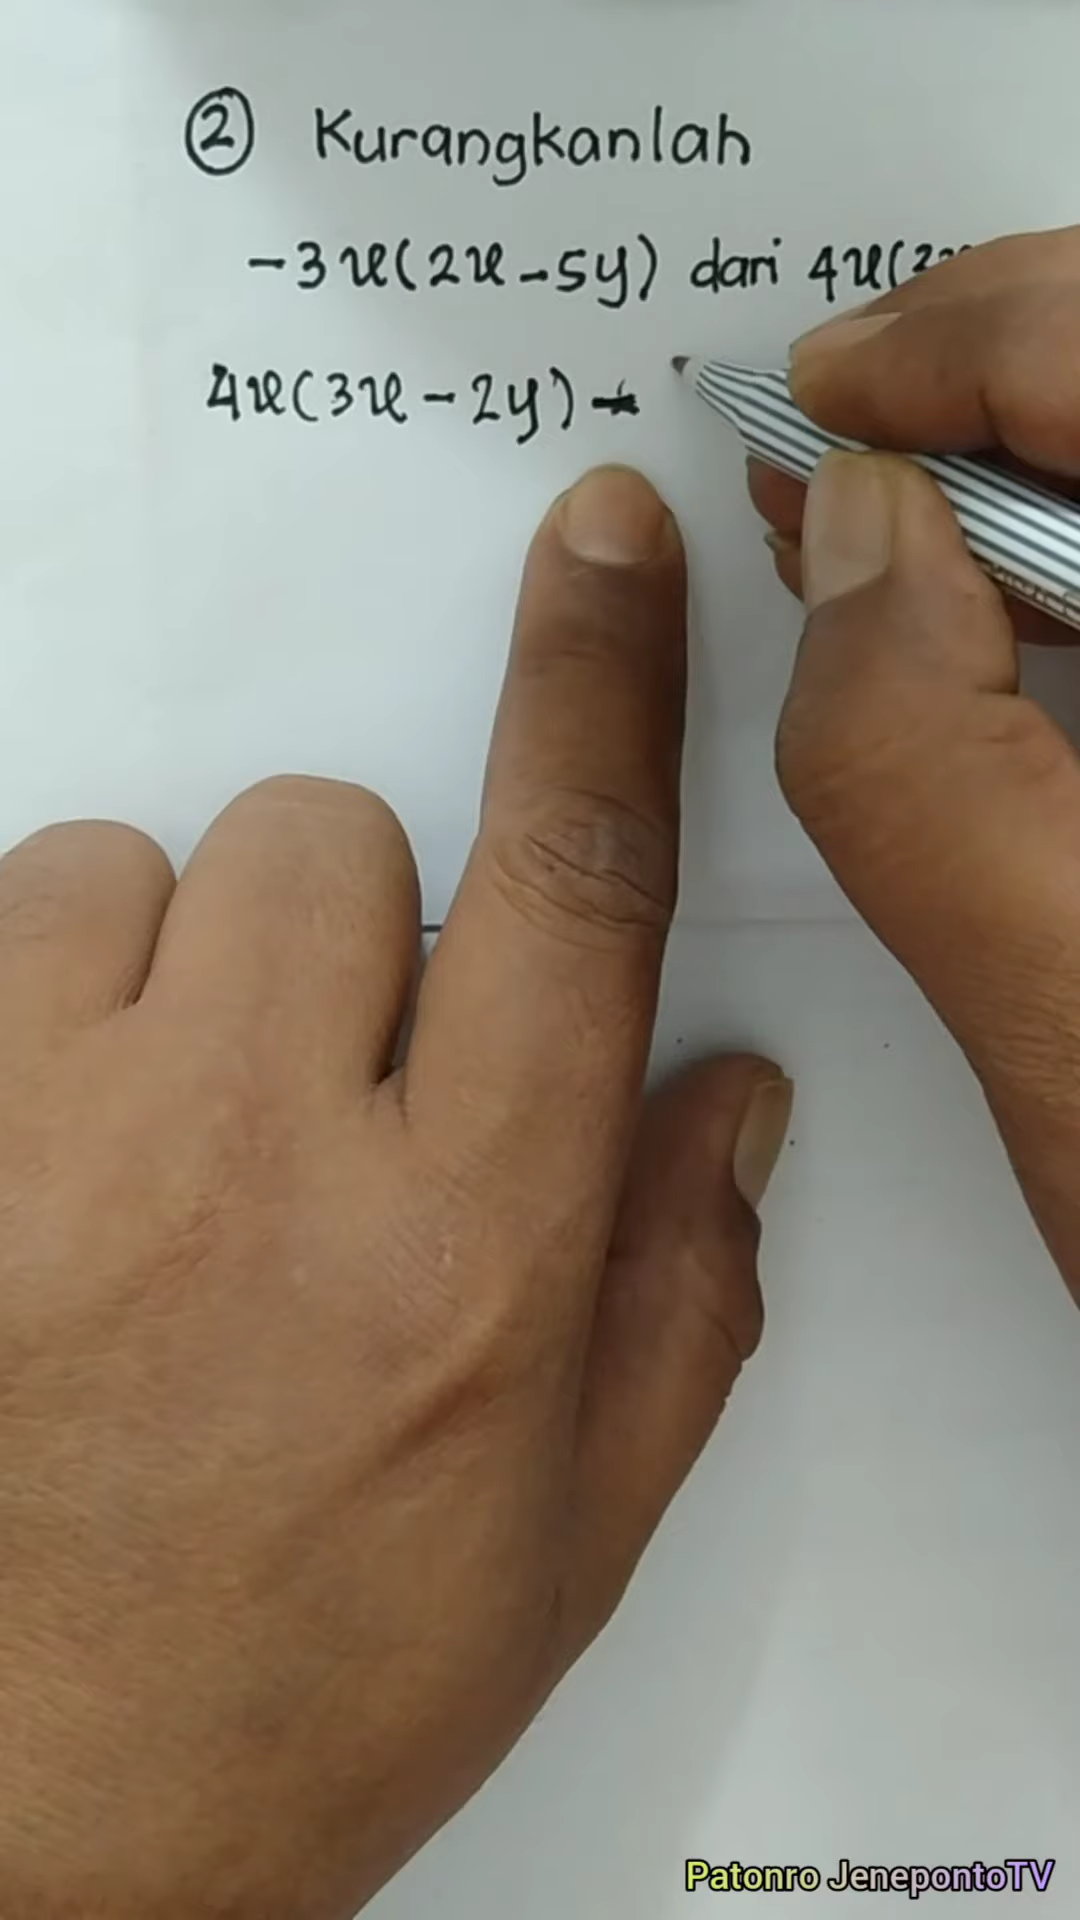 ② Kurangkanlah
-3x(2x-5y) dari 4x(
4x(3x-2y) -
Patonro JenepontoTV